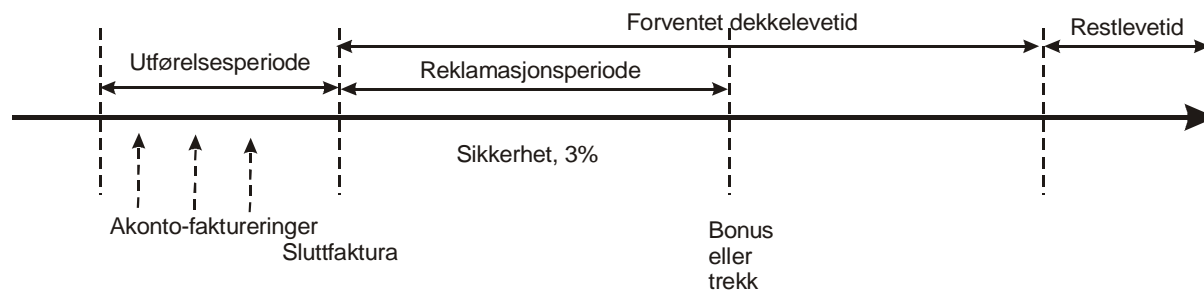 Forventet dekkelevetid
Restlevetid
Utførelsesperiode
Reklamasjonsperiode
Sikkerhet, 3%
Akonto-faktureringer
Sluttfaktura
Bonus
eller
trekk